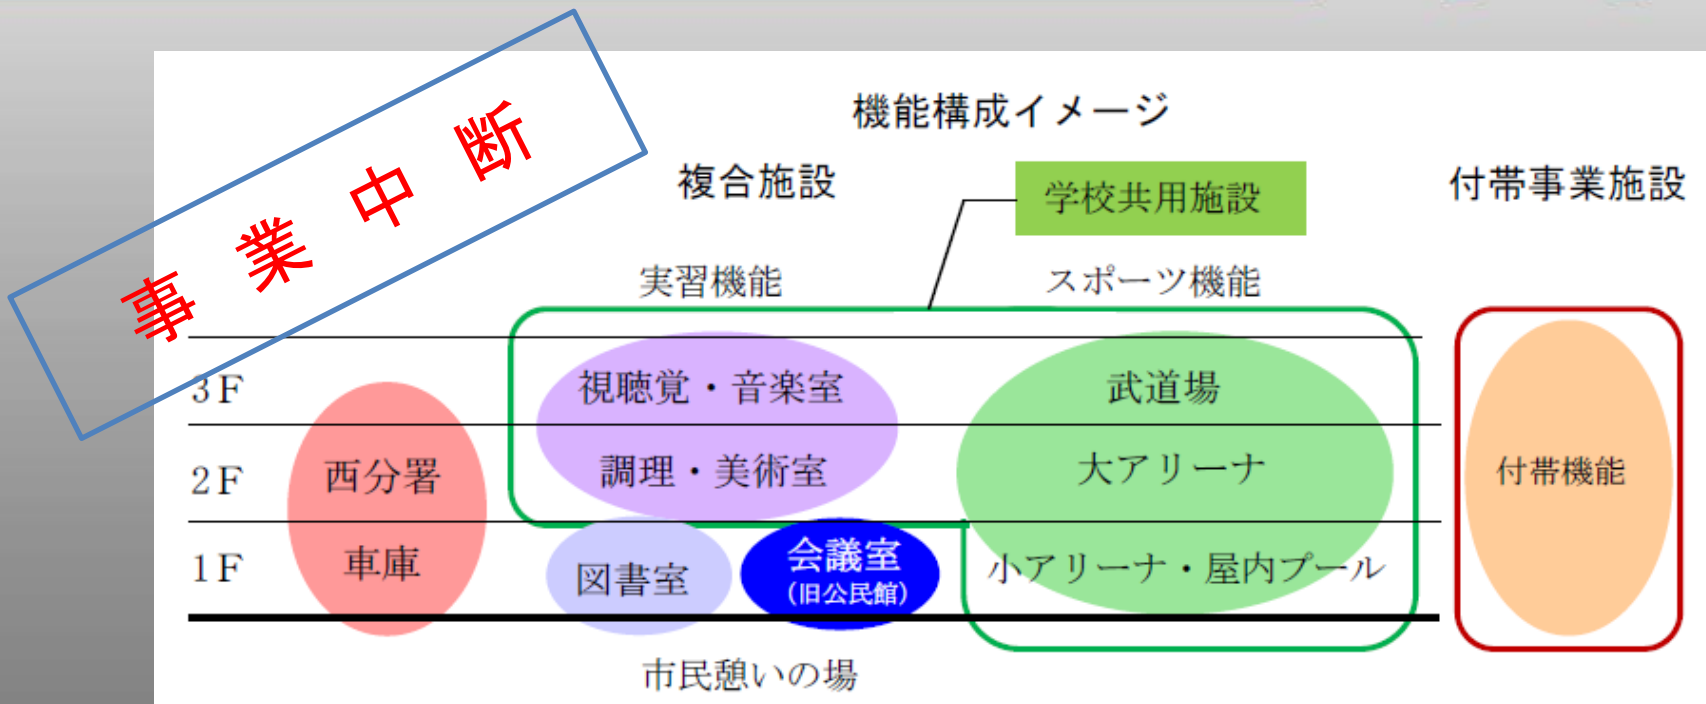 事業中断
機能構成イメージ
複合施設
学校共用施設
付帯事業施設
実習機能
スポーツ機能
3F
視聴覚・音楽室
武道場
2F
西分署
調理・美術室
大アリーナ
付帯機能
1F
車庫
図書室
会議室
(旧公民館)
小アリーナ・屋内プール
市民憩いの場